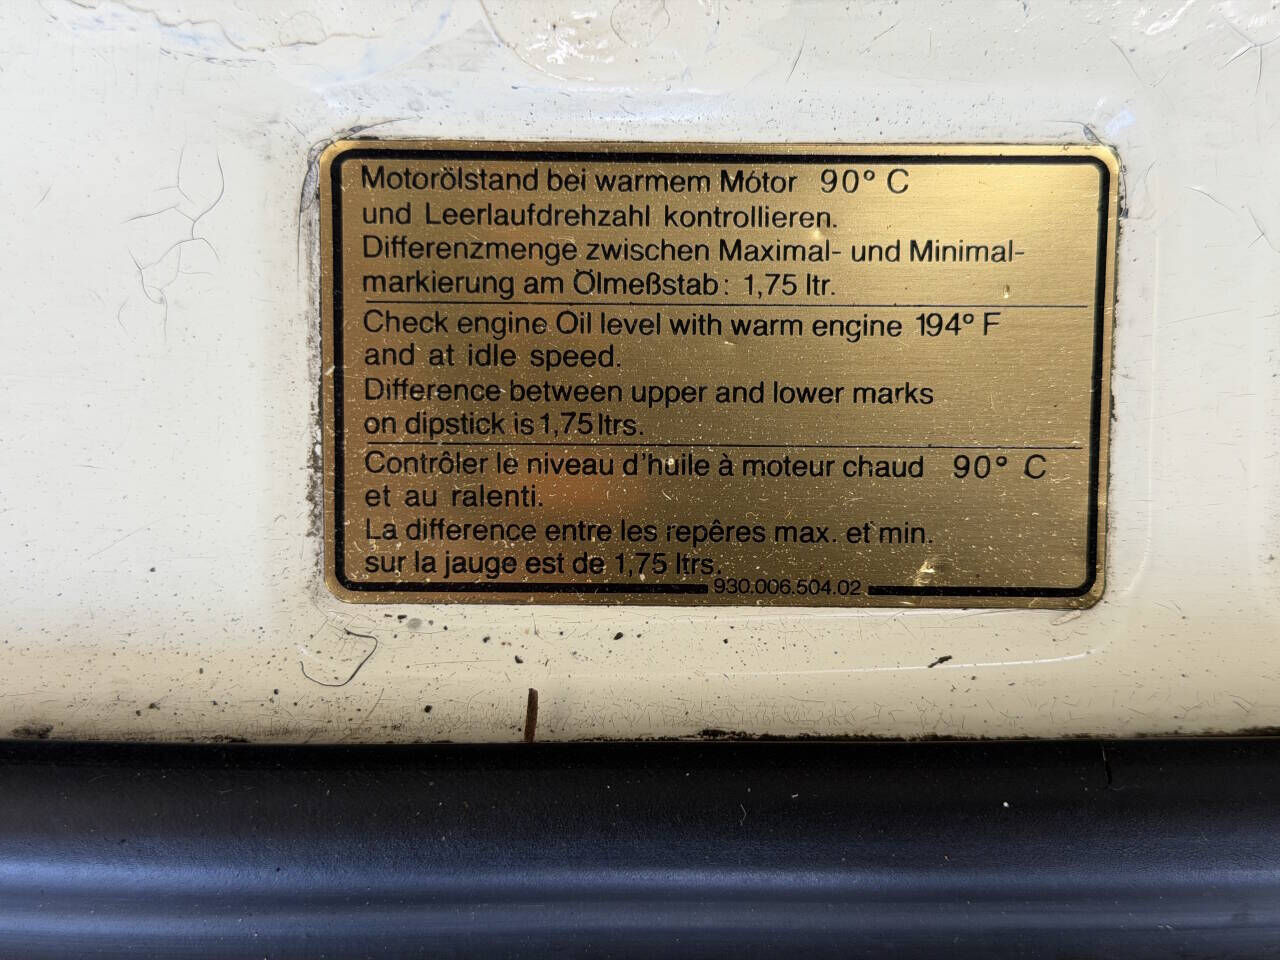 Motorölstand bei warmem Motor 90° C
und Leerlaufdrehzahl kontrollieren.
Differenzmenge zwischen Maximal- und Minimal-
markierung am Ölmeßstab: 1,75 ltr.
Check engine Oil level with warm engine 194° F
and at idle speed.
Difference between upper and lower marks
on dipstick is 1,75 ltrs.
Contrôler le niveau d'huile à moteur chaud 90° C
et au ralenti.
La différence entre les repêres max. et min.
sur la jauge est de 1,75 ltrs.
930.006.504.02